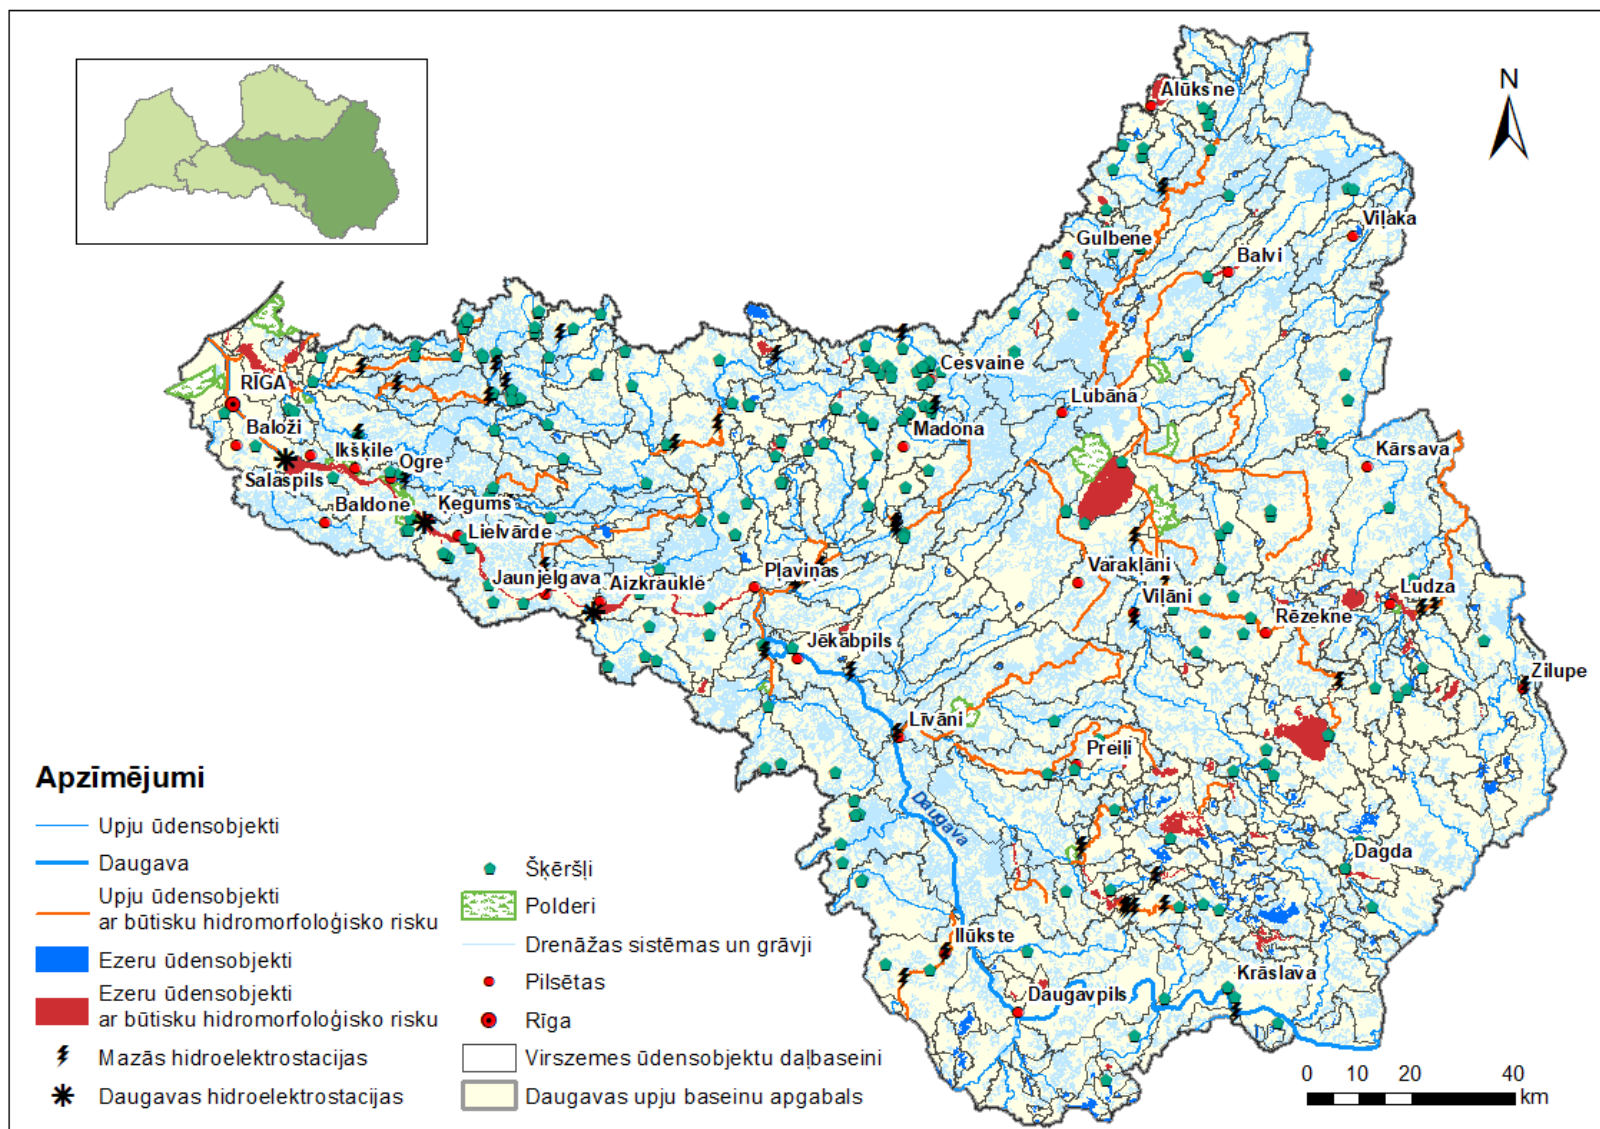 N
Alūksne
Viļaka
Gulbene
Balvi
Cesvaine
RĪGA
Lubāna
Baloži
Madona
Ikšķile
Ogre
Kārsava
Salaspils
Baldone
Ķegums
Lielvārde
Varakļāni
Jaunjelgava
Aizkraukle
Pļaviņas
Viļāni
Ludza
Rēzekne
Jēkabpils
Zilupe
Līvāni
Preiļi
Daugava
Dagda
Ilūkste
Krāslava
Daugavpils
Apzīmējumi
Upju ūdensobjekti
Daugava
Upju ūdensobjekti
ar būtisku hidromorfoloģisko risku
Ezeru ūdensobjekti
Ezeru ūdensobjekti
ar būtisku hidromorfoloģisko risku
Mazās hidroelektrostacijas
Daugavas hidroelektrostacijas
Šķēršļi
Polderi
Drenāžas sistēmas un grāvji
Pilsētas
Rīga
Virszemes ūdensobjektu daļbaseini
Daugavas upju baseinu apgabals
0 10 20 40
km